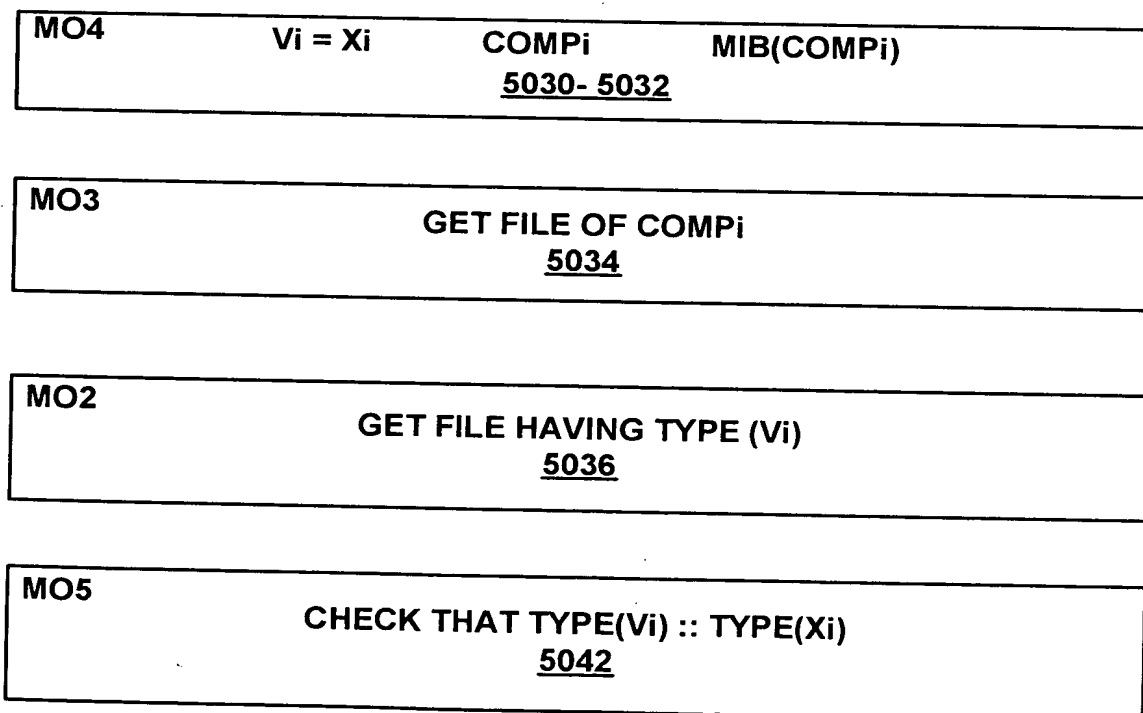 MO4 Vi = Xi COMPi MIB(COMPi)
5030- 5032
MO3
GET FILE OF COMPi
5034
MO2
GET FILE HAVING TYPE (Vi)
5036
MO5
CHECK THAT TYPE(Vi) :: TYPE(Xi)
5042